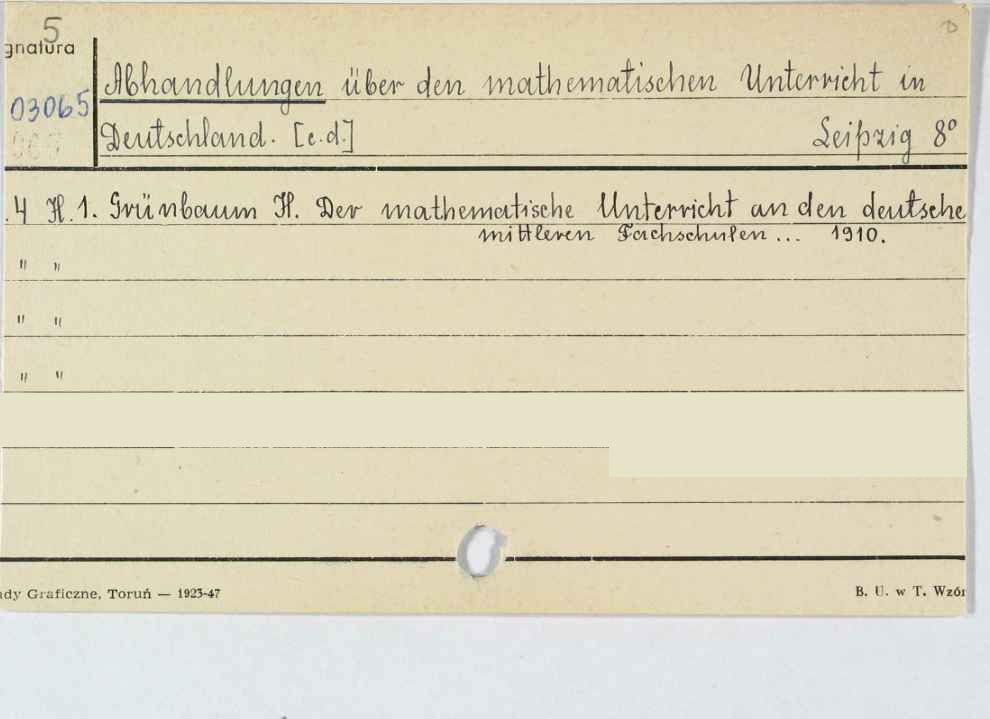 5
gnatura
03065
Abhandlungen über den mathematischen Unterricht in
Deutschland. [c.d.] Leipzig 8º
.4 H.1. Grünbaum H. Der mathematische Unterricht an den deutsche
mittleren Fachschulen ... 1910.
" "
" "
" "
ady Graficzne, Toruń — 1923-47
B. U. w T. Wzór